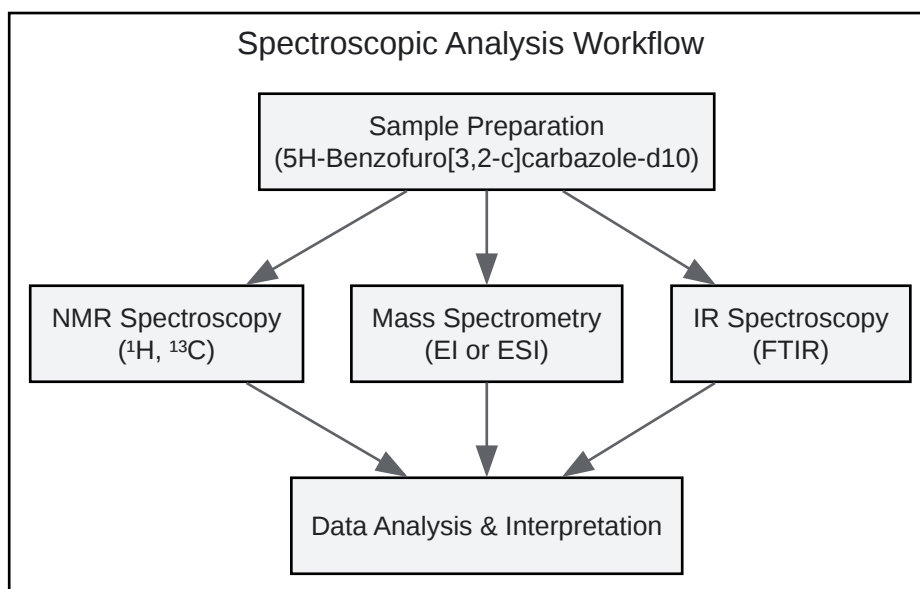 Spectroscopic Analysis Workflow
Sample Preparation
(5H-Benzofuro[3,2-c]carbazole-d10)
NMR Spectroscopy
(¹H, ¹³C)
Mass Spectrometry
(EI or ESI)
IR Spectroscopy
(FTIR)
Data Analysis & Interpretation